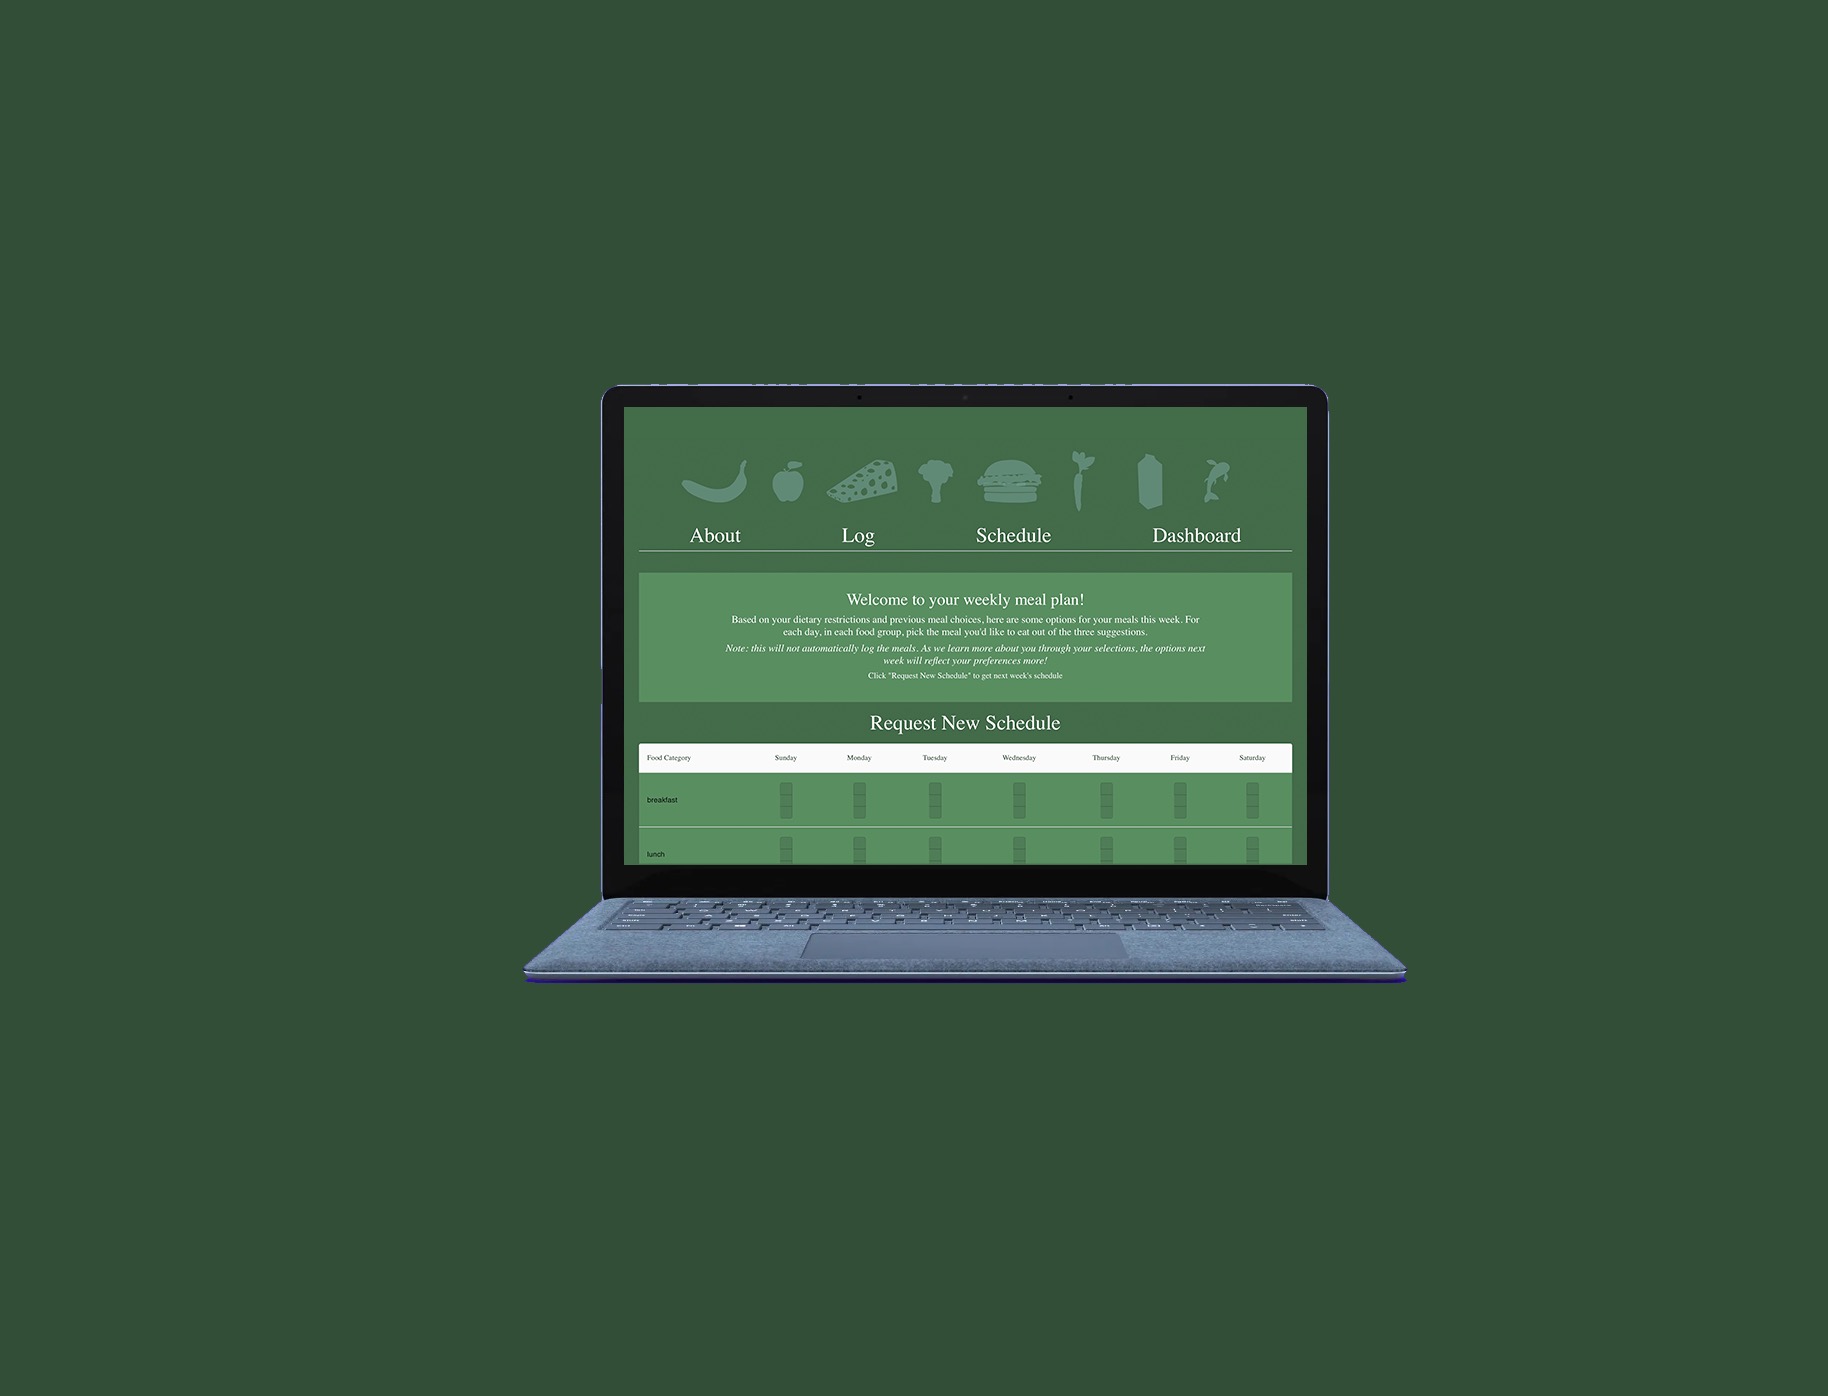 About Log Schedule Dashboard
Welcome to your weekly meal plan!
Based on your dietary restrictions and previous meal choices, here are some options for your meals this week. For
each day, in each food group, pick the meal you'd like to eat out of the three suggestions.
Note: this will not automatically log the meals. As we learn more about you through your selections, the options next
week will reflect your preferences more!
Click "Request New Schedule" to get next week's schedule
Request New Schedule
Food Category Sunday Monday Tuesday Wednesday Thursday Friday Saturday
breakfast
lunch